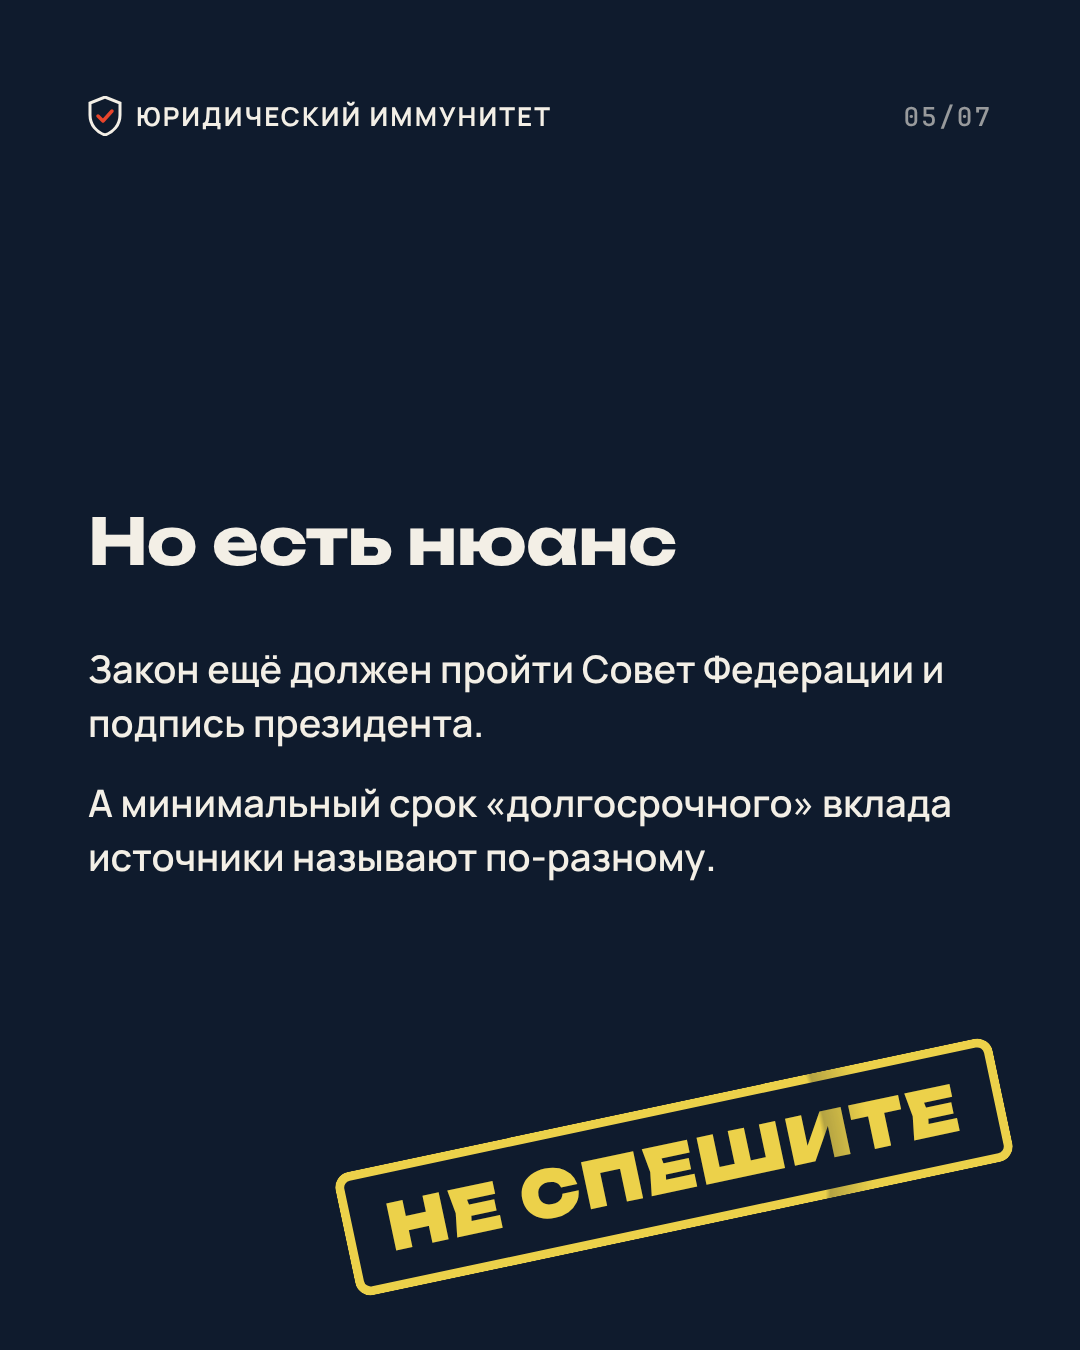 ЮРИДИЧЕСКИЙ ИММУНИТЕТ
05/07
Но есть нюанс
Закон ещё должен пройти Совет Федерации и
подпись президента.
А минимальный срок «долгосрочного» вклада
источники называют по-разному.
НЕ СПЕШИТЕ